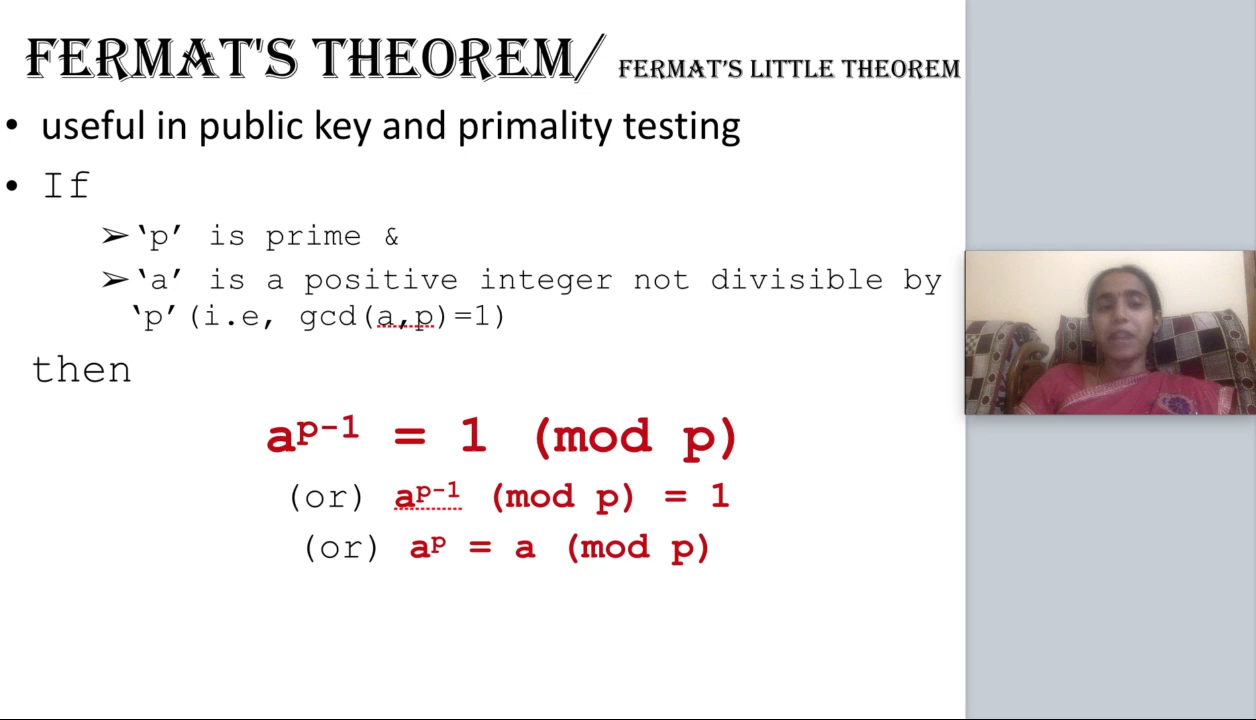 FERMAT'S THEOREM/ FERMAT'S LITTLE THEOREM
• useful in public key and primality testing
• If
➢‘p’ is prime &
➢‘a’ is a positive integer not divisible by
‘p’(i.e, gcd(a,p)=1)
then
aᵖ⁻¹ = 1 (mod p)
(or) aᵖ⁻¹ (mod p) = 1
(or) aᵖ = a (mod p)